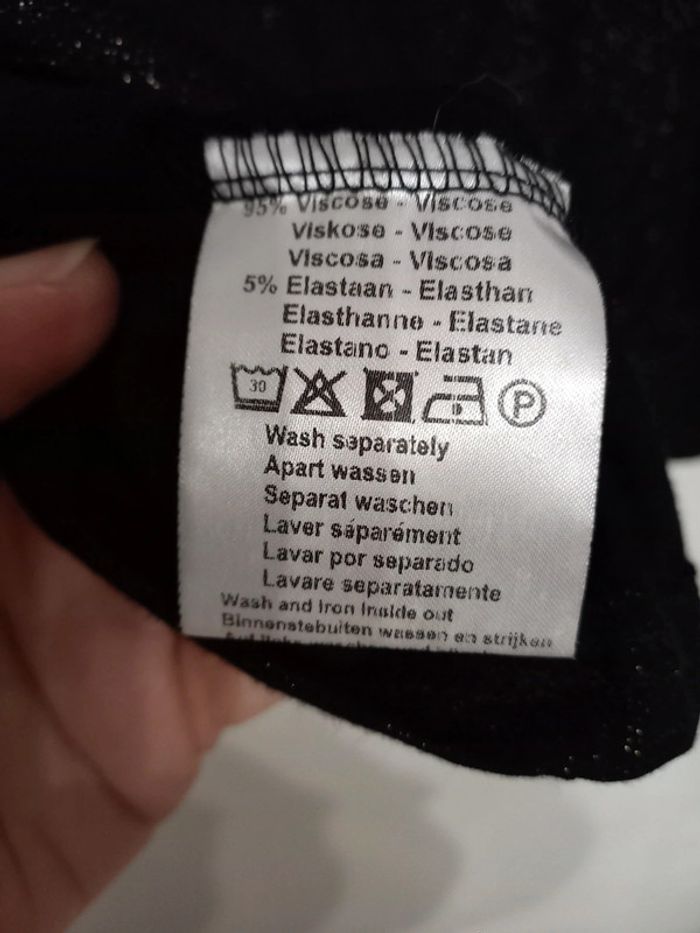 95% Viscose - Viscose
Viskose - Viscose
Viscosa - Viscosa
5% Elastaan - Elasthan
Elasthanne - Elastane
Elastano - Elastan
30 P
Wash separately
Apart wassen
Separat waschen
Laver séparément
Lavar por separado
Lavare separatamente
Wash and iron inside out
Binnenstebuiten wassen en strijken